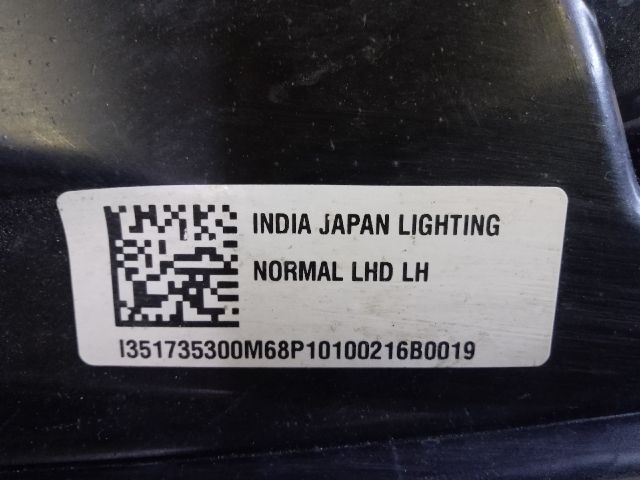 INDIA JAPAN LIGHTING
NORMAL LHD LH
I351735300M68P10100216B0019